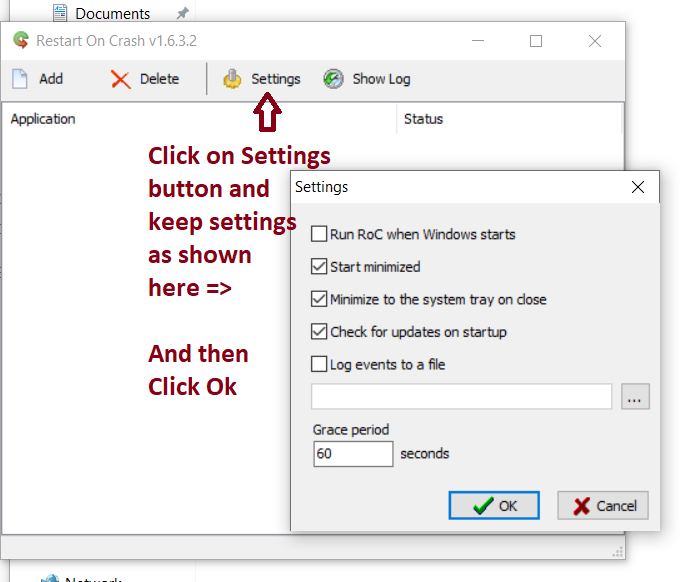 Documents
Restart On Crash v1.6.3.2
Add Delete Settings Show Log
Application Status
Click on Settings
button and
keep settings
as shown
here =>
And then
Click Ok
Settings
Run RoC when Windows starts
Start minimized
Minimize to the system tray on close
Check for updates on startup
Log events to a file
...
Grace period
60 seconds
OK Cancel
Network